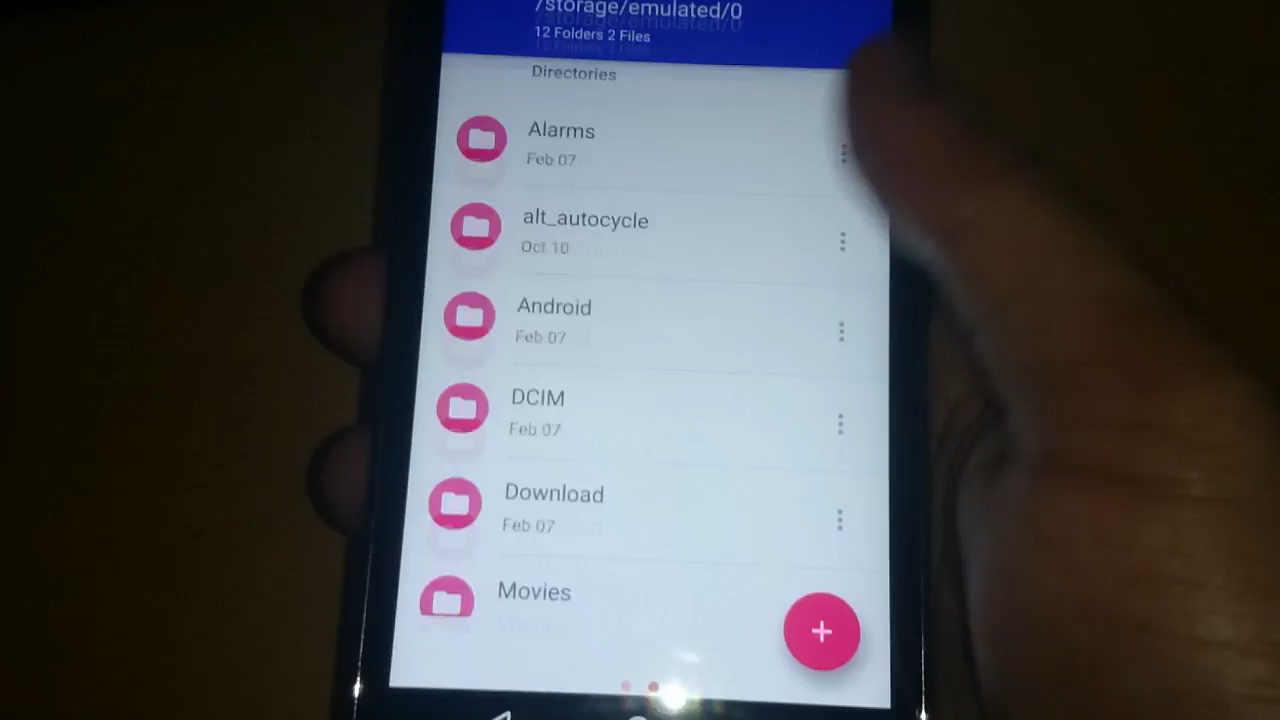 /storage/emulated/0
12 Folders 2 Files
Directories
Alarms
Feb 07
alt_autocycle
Oct 10
Android
Feb 07
DCIM
Feb 07
Download
Feb 07
Movies